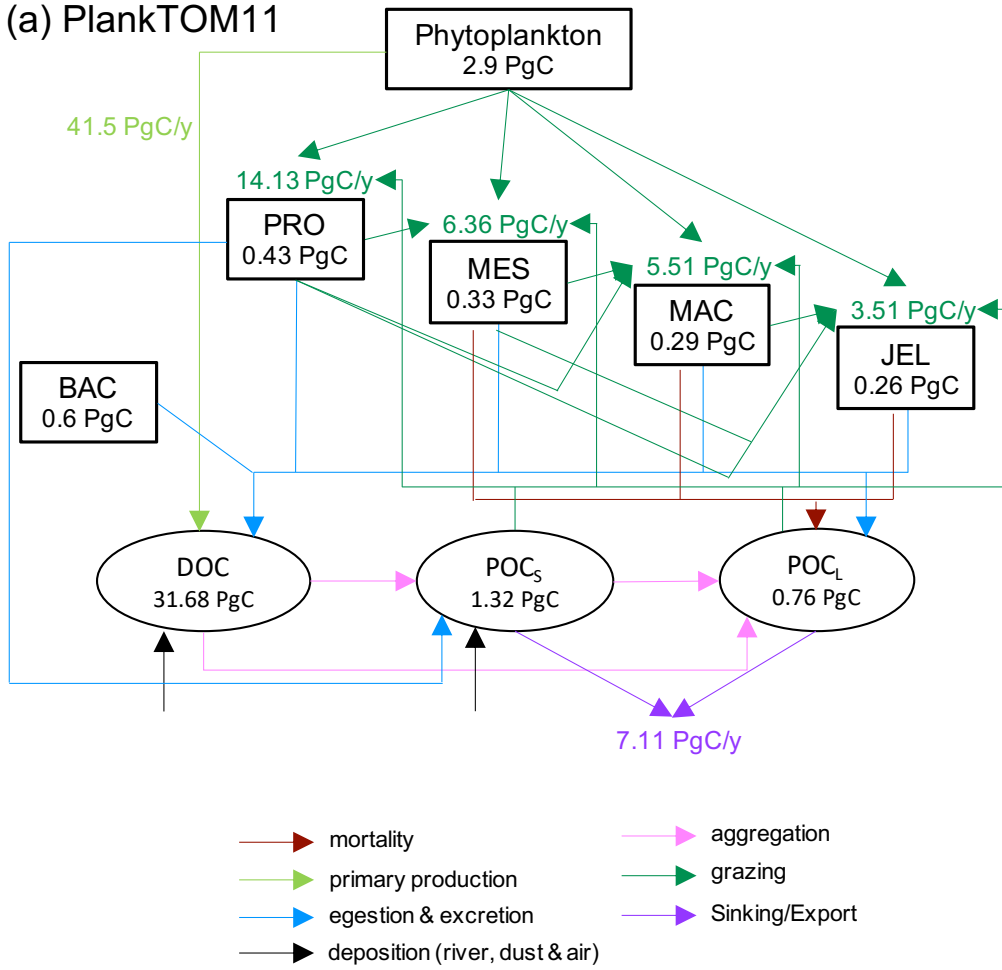 (a) PlankTOM11
Phytoplankton
2.9 PgC
41.5 PgC/y
14.13 PgC/y
PRO
0.43 PgC
6.36 PgC/y
MES
0.33 PgC
5.51 PgC/y
MAC
0.29 PgC
3.51 PgC/y
JEL
0.26 PgC
BAC
0.6 PgC
DOC
31.68 PgC
POCS
1.32 PgC
POCL
0.76 PgC
7.11 PgC/y
mortality
primary production
egestion & excretion
deposition (river, dust & air)
aggregation
grazing
Sinking/Export